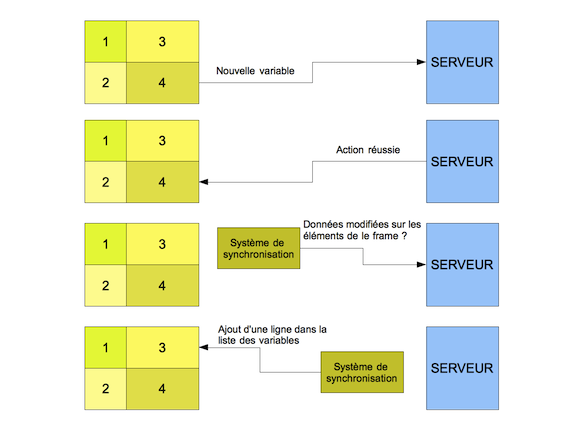 1 3
Nouvelle variable
SERVEUR
2 4
1 3
Action réussie
SERVEUR
2 4
Données modifiées sur les
éléments de le frame ?
1 3
Système de
synchronisation
SERVEUR
2 4
Ajout d'une ligne dans la
liste des variables
1 3
Système de
synchronisation
SERVEUR
2 4